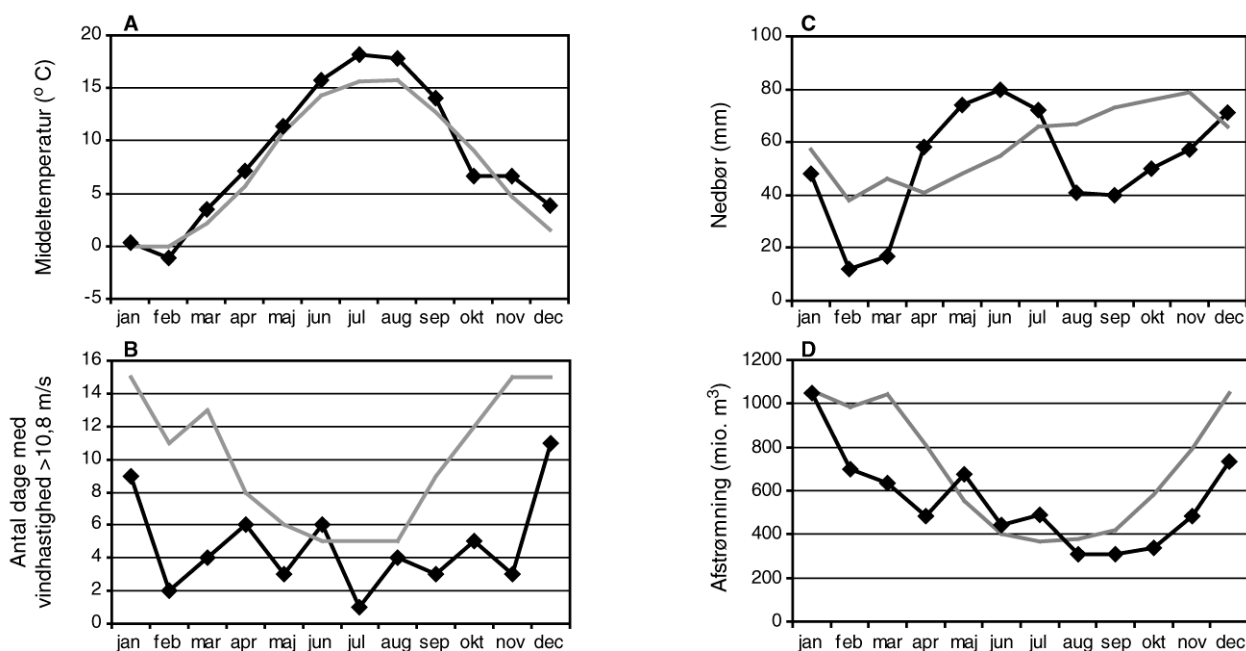 A
Middeltemperatur (° C)
20
15
10
5
0
-5
jan feb mar apr maj jun jul aug sep okt nov dec
C
Nedbør (mm)
100
80
60
40
20
0
jan feb mar apr maj jun jul aug sep okt nov dec
B
Antal dage med
vindhastighed >10,8 m/s
16
14
12
10
8
6
4
2
0
jan feb mar apr maj jun jul aug sep okt nov dec
D
Afstrømning (mio. m³)
1200
1000
800
600
400
200
0
jan feb mar apr maj jun jul aug sep okt nov dec